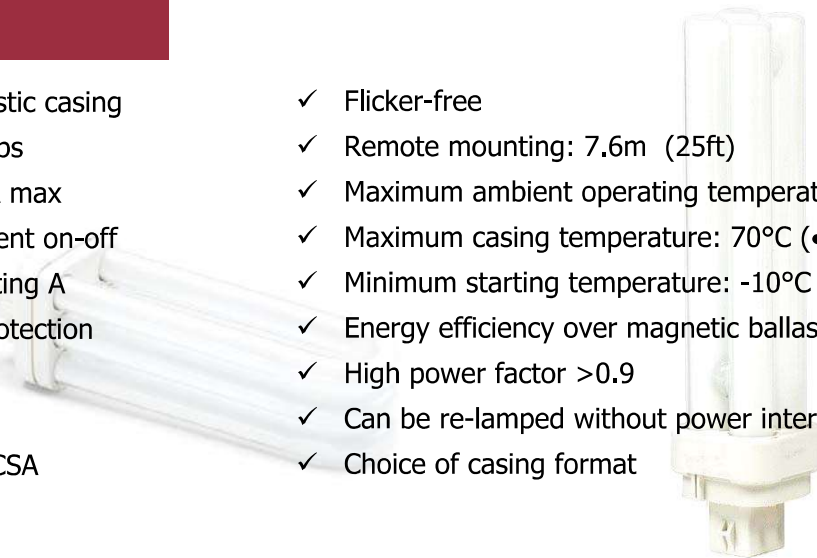 stic casing
ps
max
ent on-off
ting A
otection
CSA
✓ Flicker-free
✓ Remote mounting: 7.6m (25ft)
✓ Maximum ambient operating temperat
✓ Maximum casing temperature: 70°C (
✓ Minimum starting temperature: -10°C
✓ Energy efficiency over magnetic ballas
✓ High power factor >0.9
✓ Can be re-lamped without power inter
✓ Choice of casing format